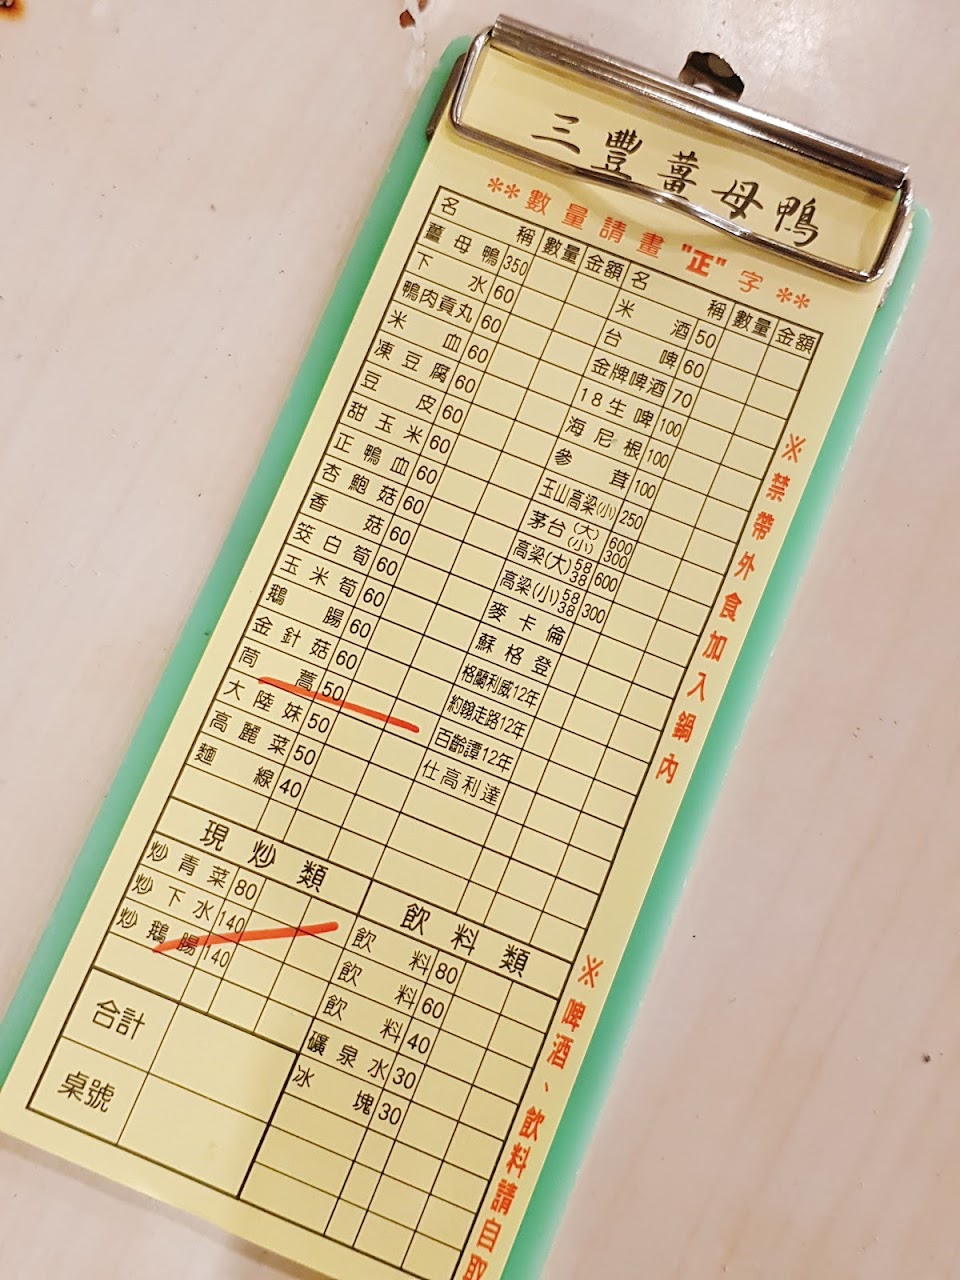 三豐薑母鴨
**數量請畫"正"字**
名稱 數量 金額
薑母鴨 350
下水 60
鴨肉貢丸 60
米血 60
凍豆腐 60
豆皮 60
甜玉米 60
正鴨血 60
杏鮑菇 60
香菇 60
筊白筍 60
玉米筍 60
鵝腸 60
金針菇 60
茼蒿 50
大陸妹 50
高麗菜 50
麵線 40
名稱 數量 金額
米酒 50
台啤 60
金牌啤酒 70
18生啤 100
海尼根 100
參茸 100
玉山高梁(小) 250
茅台(大)(小) 600 300
高梁(大)58 38 600
高梁(小)58 38 300
麥卡倫
蘇格登
格蘭利威12年
約翰走路12年
百齡譚12年
仕高利達
現炒類
炒青菜 80
炒下水 140
炒鵝腸 140
合計
桌號
飲料類
飲料 80
飲料 60
飲料 40
礦泉水 30
冰塊 30
※禁帶外食加入鍋內
※啤酒、飲料請自取